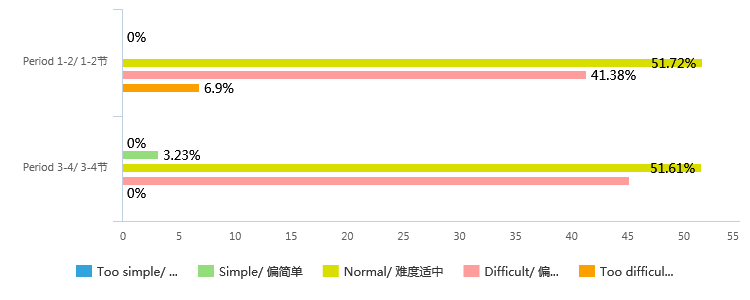 0%
Period 1-2/ 1-2节
51.72%
41.38%
6.9%
0%
3.23%
Period 3-4/ 3-4节
51.61%
0%
0 5 10 15 20 25 30 35 40 45 50 55
Too simple/ ... Simple/ 偏简单 Normal/ 难度适中 Difficult/ 偏... Too difficul...